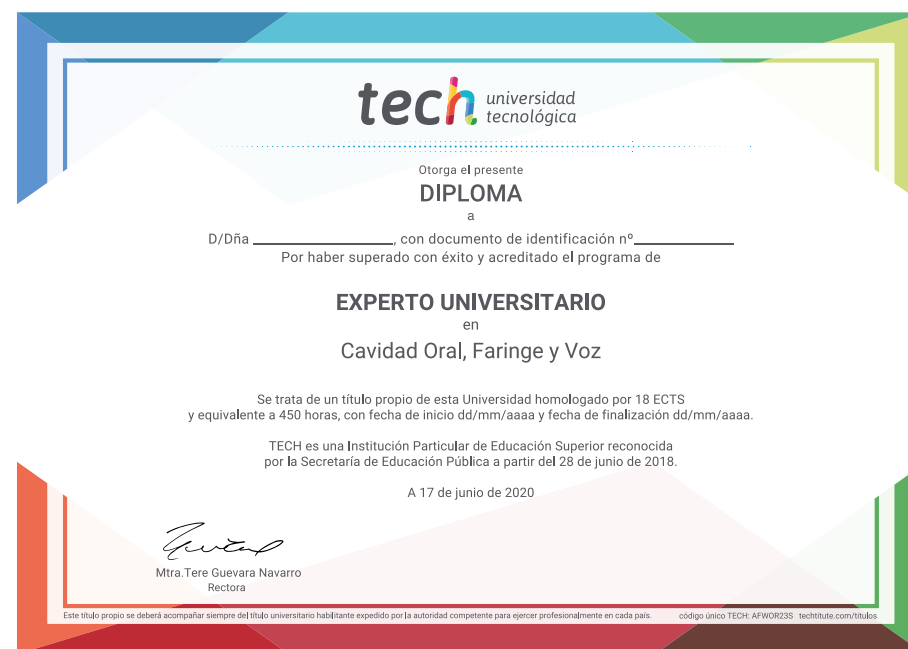 tech universidad
tecnológica
Otorga el presente
DIPLOMA
a
D/Dña ____________________, con documento de identificación nº______________
Por haber superado con éxito y acreditado el programa de
EXPERTO UNIVERSITARIO
en
Cavidad Oral, Faringe y Voz
Se trata de un título propio de esta Universidad homologado por 18 ECTS
y equivalente a 450 horas, con fecha de inicio dd/mm/aaaa y fecha de finalización dd/mm/aaaa.
TECH es una Institución Particular de Educación Superior reconocida
por la Secretaría de Educación Pública a partir del 28 de junio de 2018.
A 17 de junio de 2020
Mtra.Tere Guevara Navarro
Rectora
Este título propio se deberá acompañar siempre del título universitario habilitante expedido por la autoridad competente para ejercer profesionalmente en cada país. código único TECH: AFWOR23S techtitute.com/titulos